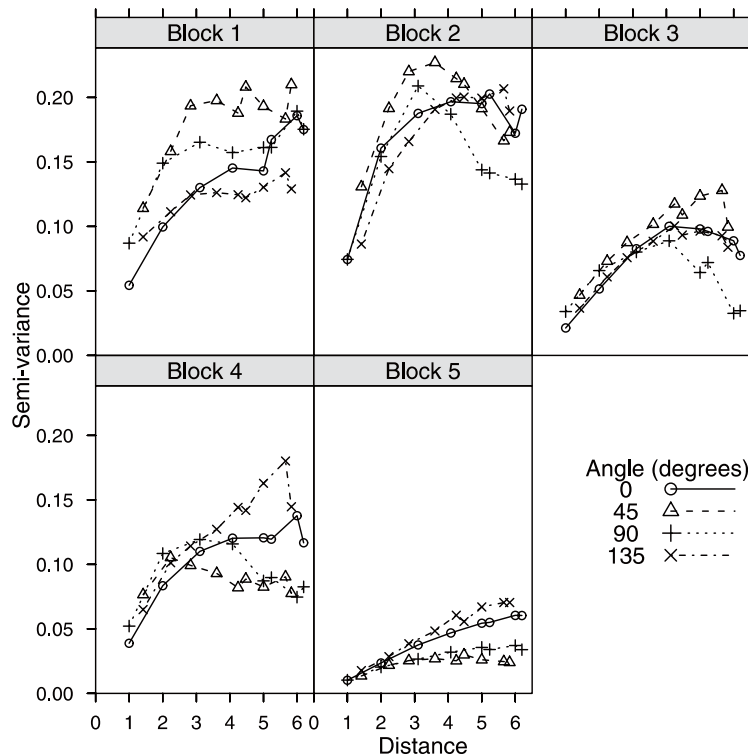 Block 1 Block 2 Block 3
0.20
0.15
0.10
0.05
0.00
Semi-variance
Block 4 Block 5
0.20
0.15
0.10
0.05
0.00
0 1 2 3 4 5 6 0 1 2 3 4 5 6
Distance
Angle (degrees)
0
45
90
135